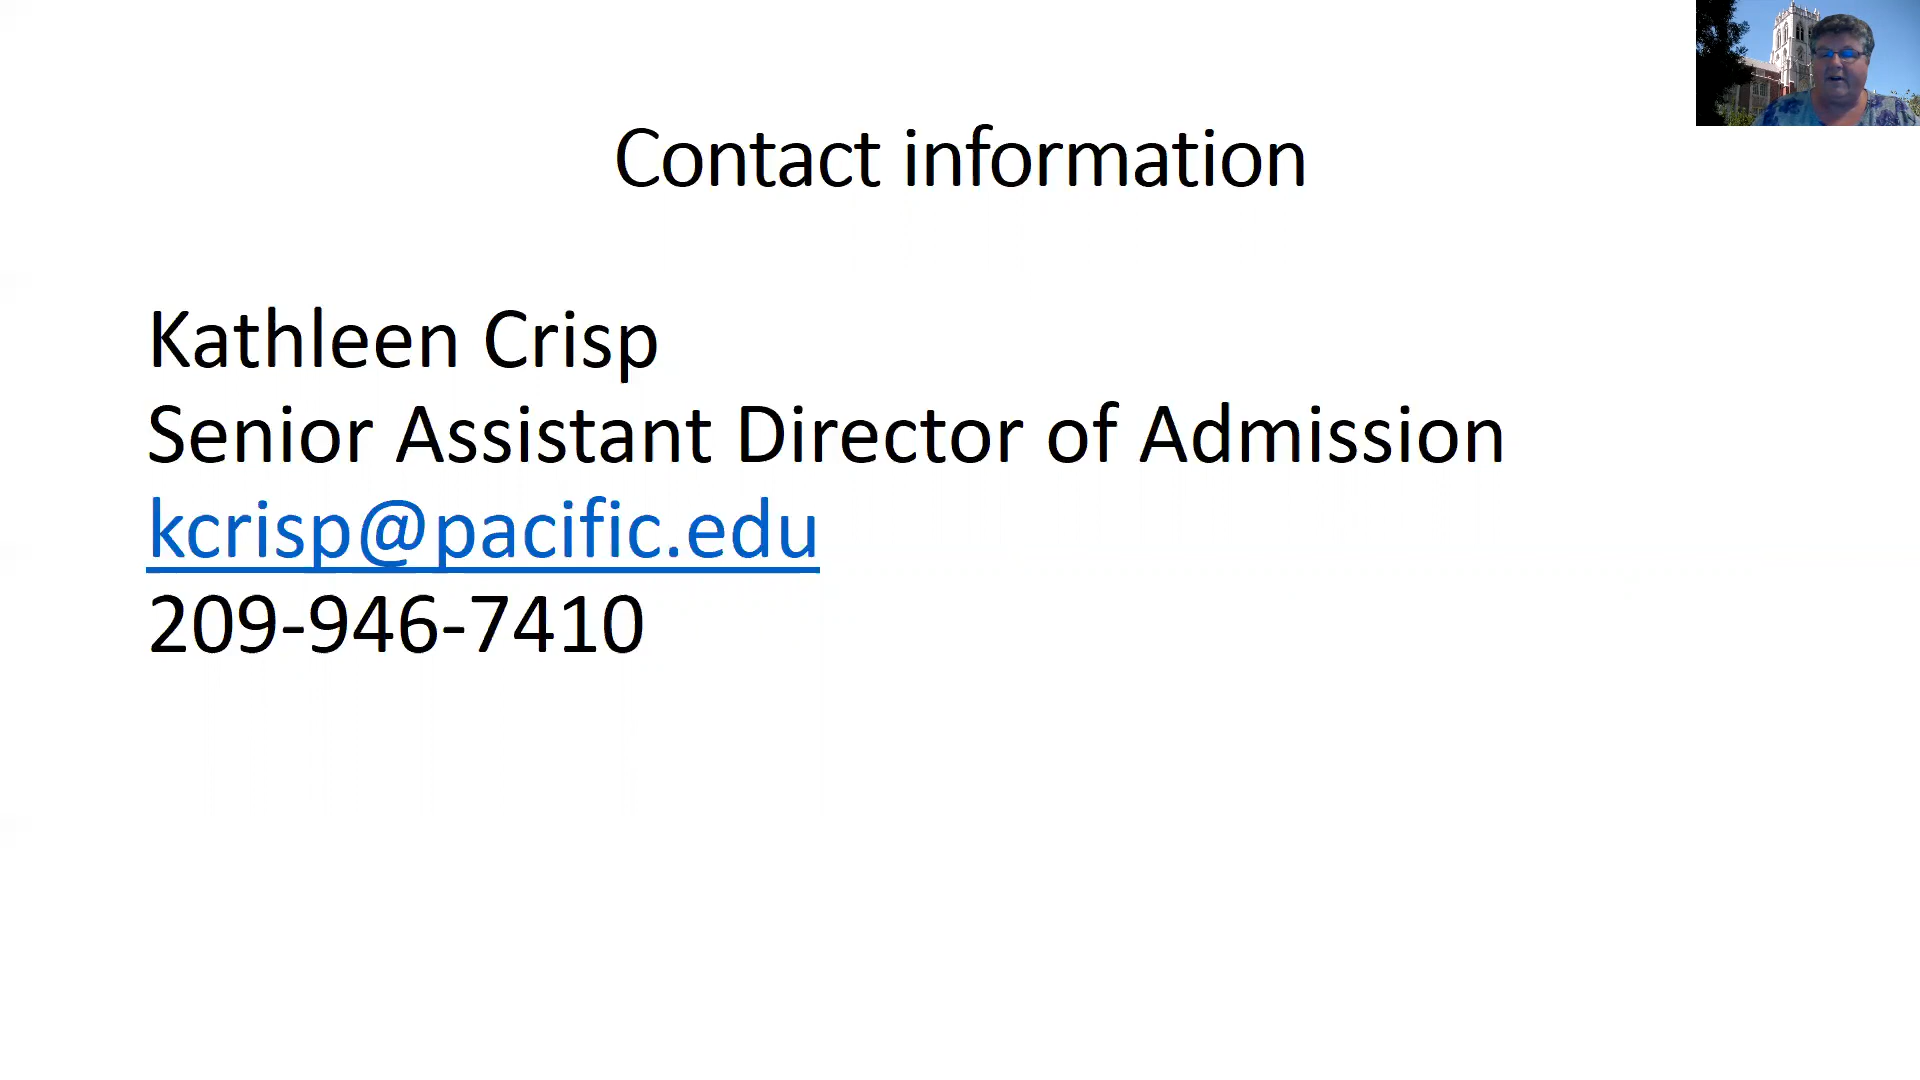 Contact information
Kathleen Crisp
Senior Assistant Director of Admission
kcrisp@pacific.edu
209-946-7410